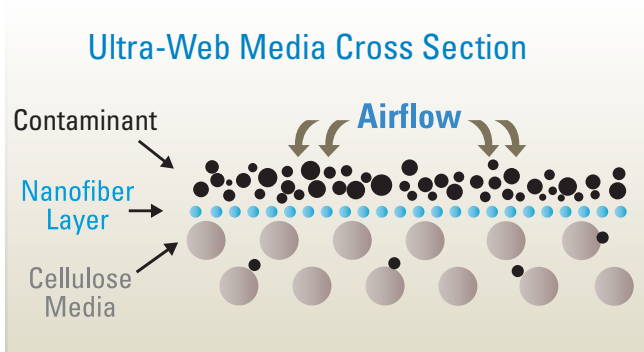 Ultra-Web Media Cross Section
Contaminant
Airflow
Nanofiber
Layer
Cellulose
Media